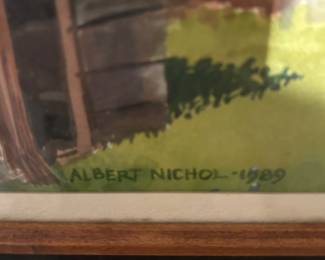 ALBERT NICHOL - 1989